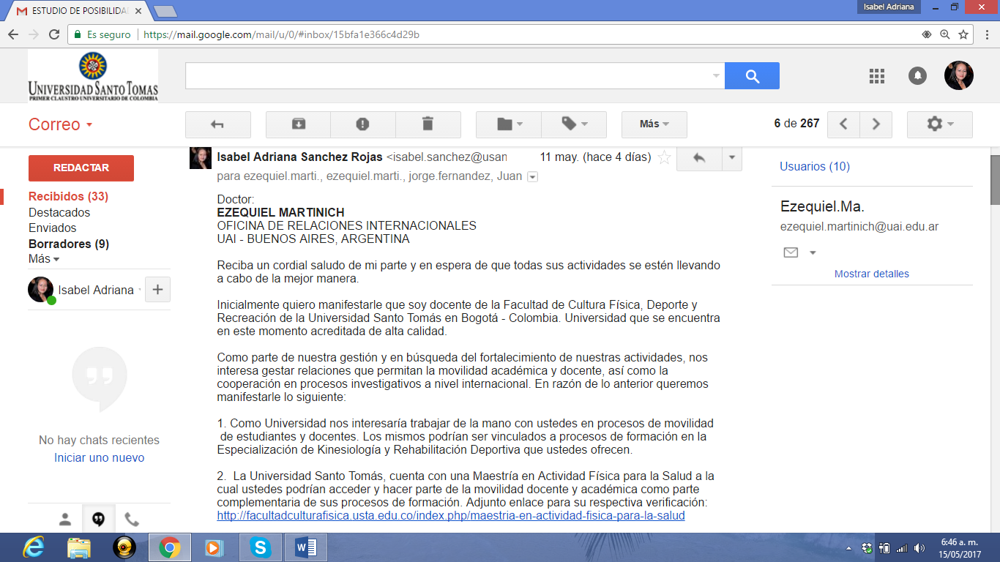 ESTUDIO DE POSIBILIDA
Isabel Adriana
Es seguro
https://mail.google.com/mail/u/0/#inbox/15bfa1e366c4d29b
UNIVERSIDAD SANTO TOMAS
PRIMER CLAUSTRO UNIVERSITARIO DE COLOMBIA
Correo
Más
6 de 267
REDACTAR
Recibidos (33)
Destacados
Enviados
Borradores (9)
Más
Isabel Adriana
No hay chats recientes
Iniciar uno nuevo
Isabel Adriana Sanchez Rojas <isabel.sanchez@usan
11 may. (hace 4 días)
para ezequiel.marti., ezequiel.marti., jorge.fernandez, Juan
Doctor:
EZEQUIEL MARTINICH
OFICINA DE RELACIONES INTERNACIONALES
UAI - BUENOS AIRES, ARGENTINA
Reciba un cordial saludo de mi parte y en espera de que todas sus actividades se estén llevando
a cabo de la mejor manera.
Inicialmente quiero manifestarle que soy docente de la Facultad de Cultura Física, Deporte y
Recreación de la Universidad Santo Tomás en Bogotá - Colombia. Universidad que se encuentra
en este momento acreditada de alta calidad.
Como parte de nuestra gestión y en búsqueda del fortalecimiento de nuestras actividades, nos
interesa gestar relaciones que permitan la movilidad académica y docente, así como la
cooperación en procesos investigativos a nivel internacional. En razón de lo anterior queremos
manifestarle lo siguiente:
1. Como Universidad nos interesaría trabajar de la mano con ustedes en procesos de movilidad
de estudiantes y docentes. Los mismos podrían ser vinculados a procesos de formación en la
Especialización de Kinesiología y Rehabilitación Deportiva que ustedes ofrecen.
2. La Universidad Santo Tomás, cuenta con una Maestría en Actividad Física para la Salud a la
cual ustedes podrían acceder y hacer parte de la movilidad docente y académica como parte
complementaria de sus procesos de formación. Adjunto enlace para su respectiva verificación:
http://facultadculturafisica.usta.edu.co/index.php/maestria-en-actividad-fisica-para-la-salud
Usuarios (10)
Ezequiel.Ma.
ezequiel.martinich@uai.edu.ar
Mostrar detalles
6:46 a. m.
15/05/2017